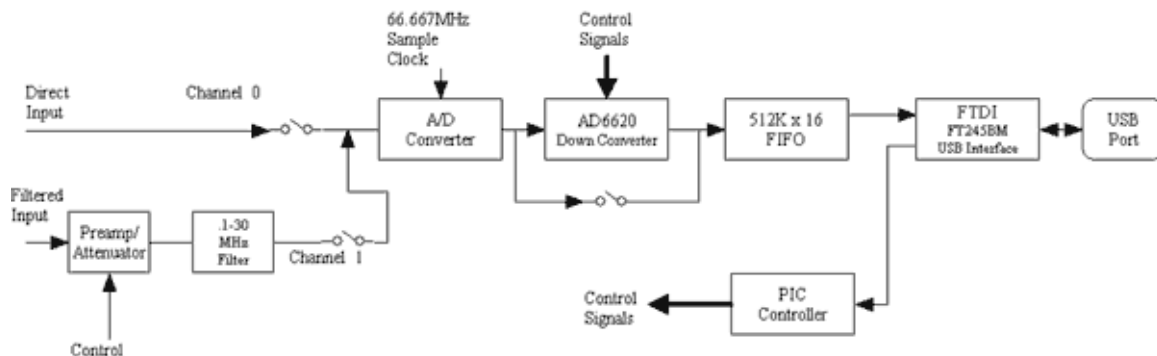 66.667MHz
Sample
Clock
Control
Signals
Direct
Input
Channel 0
A/D
Converter
AD6620
Down Converter
512K x 16
FIFO
FTDI
FT245BM
USB Interface
USB
Port
Filtered
Input
Preamp/
Attenuator
.1-30
MHz
Filter
Channel 1
Control
Control
Signals
PIC
Controller